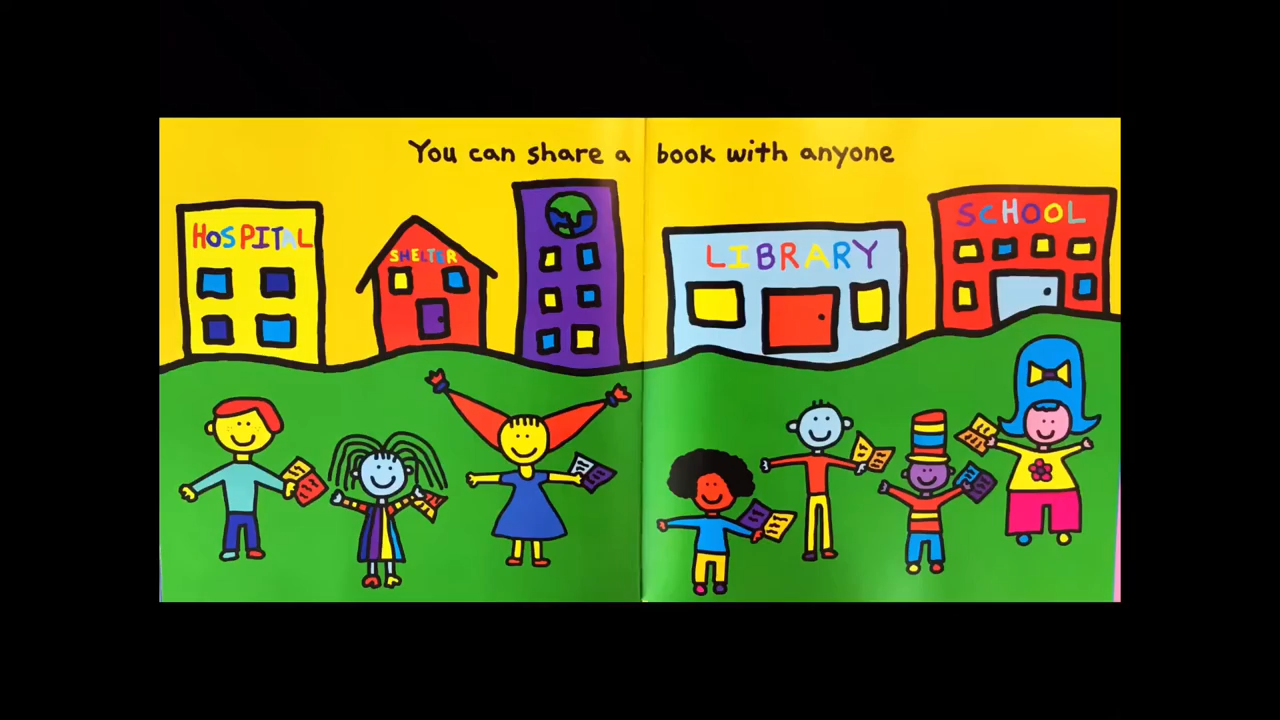 You can share a book with anyone
HOSPITAL
SHELTER
LIBRARY
SCHOOL